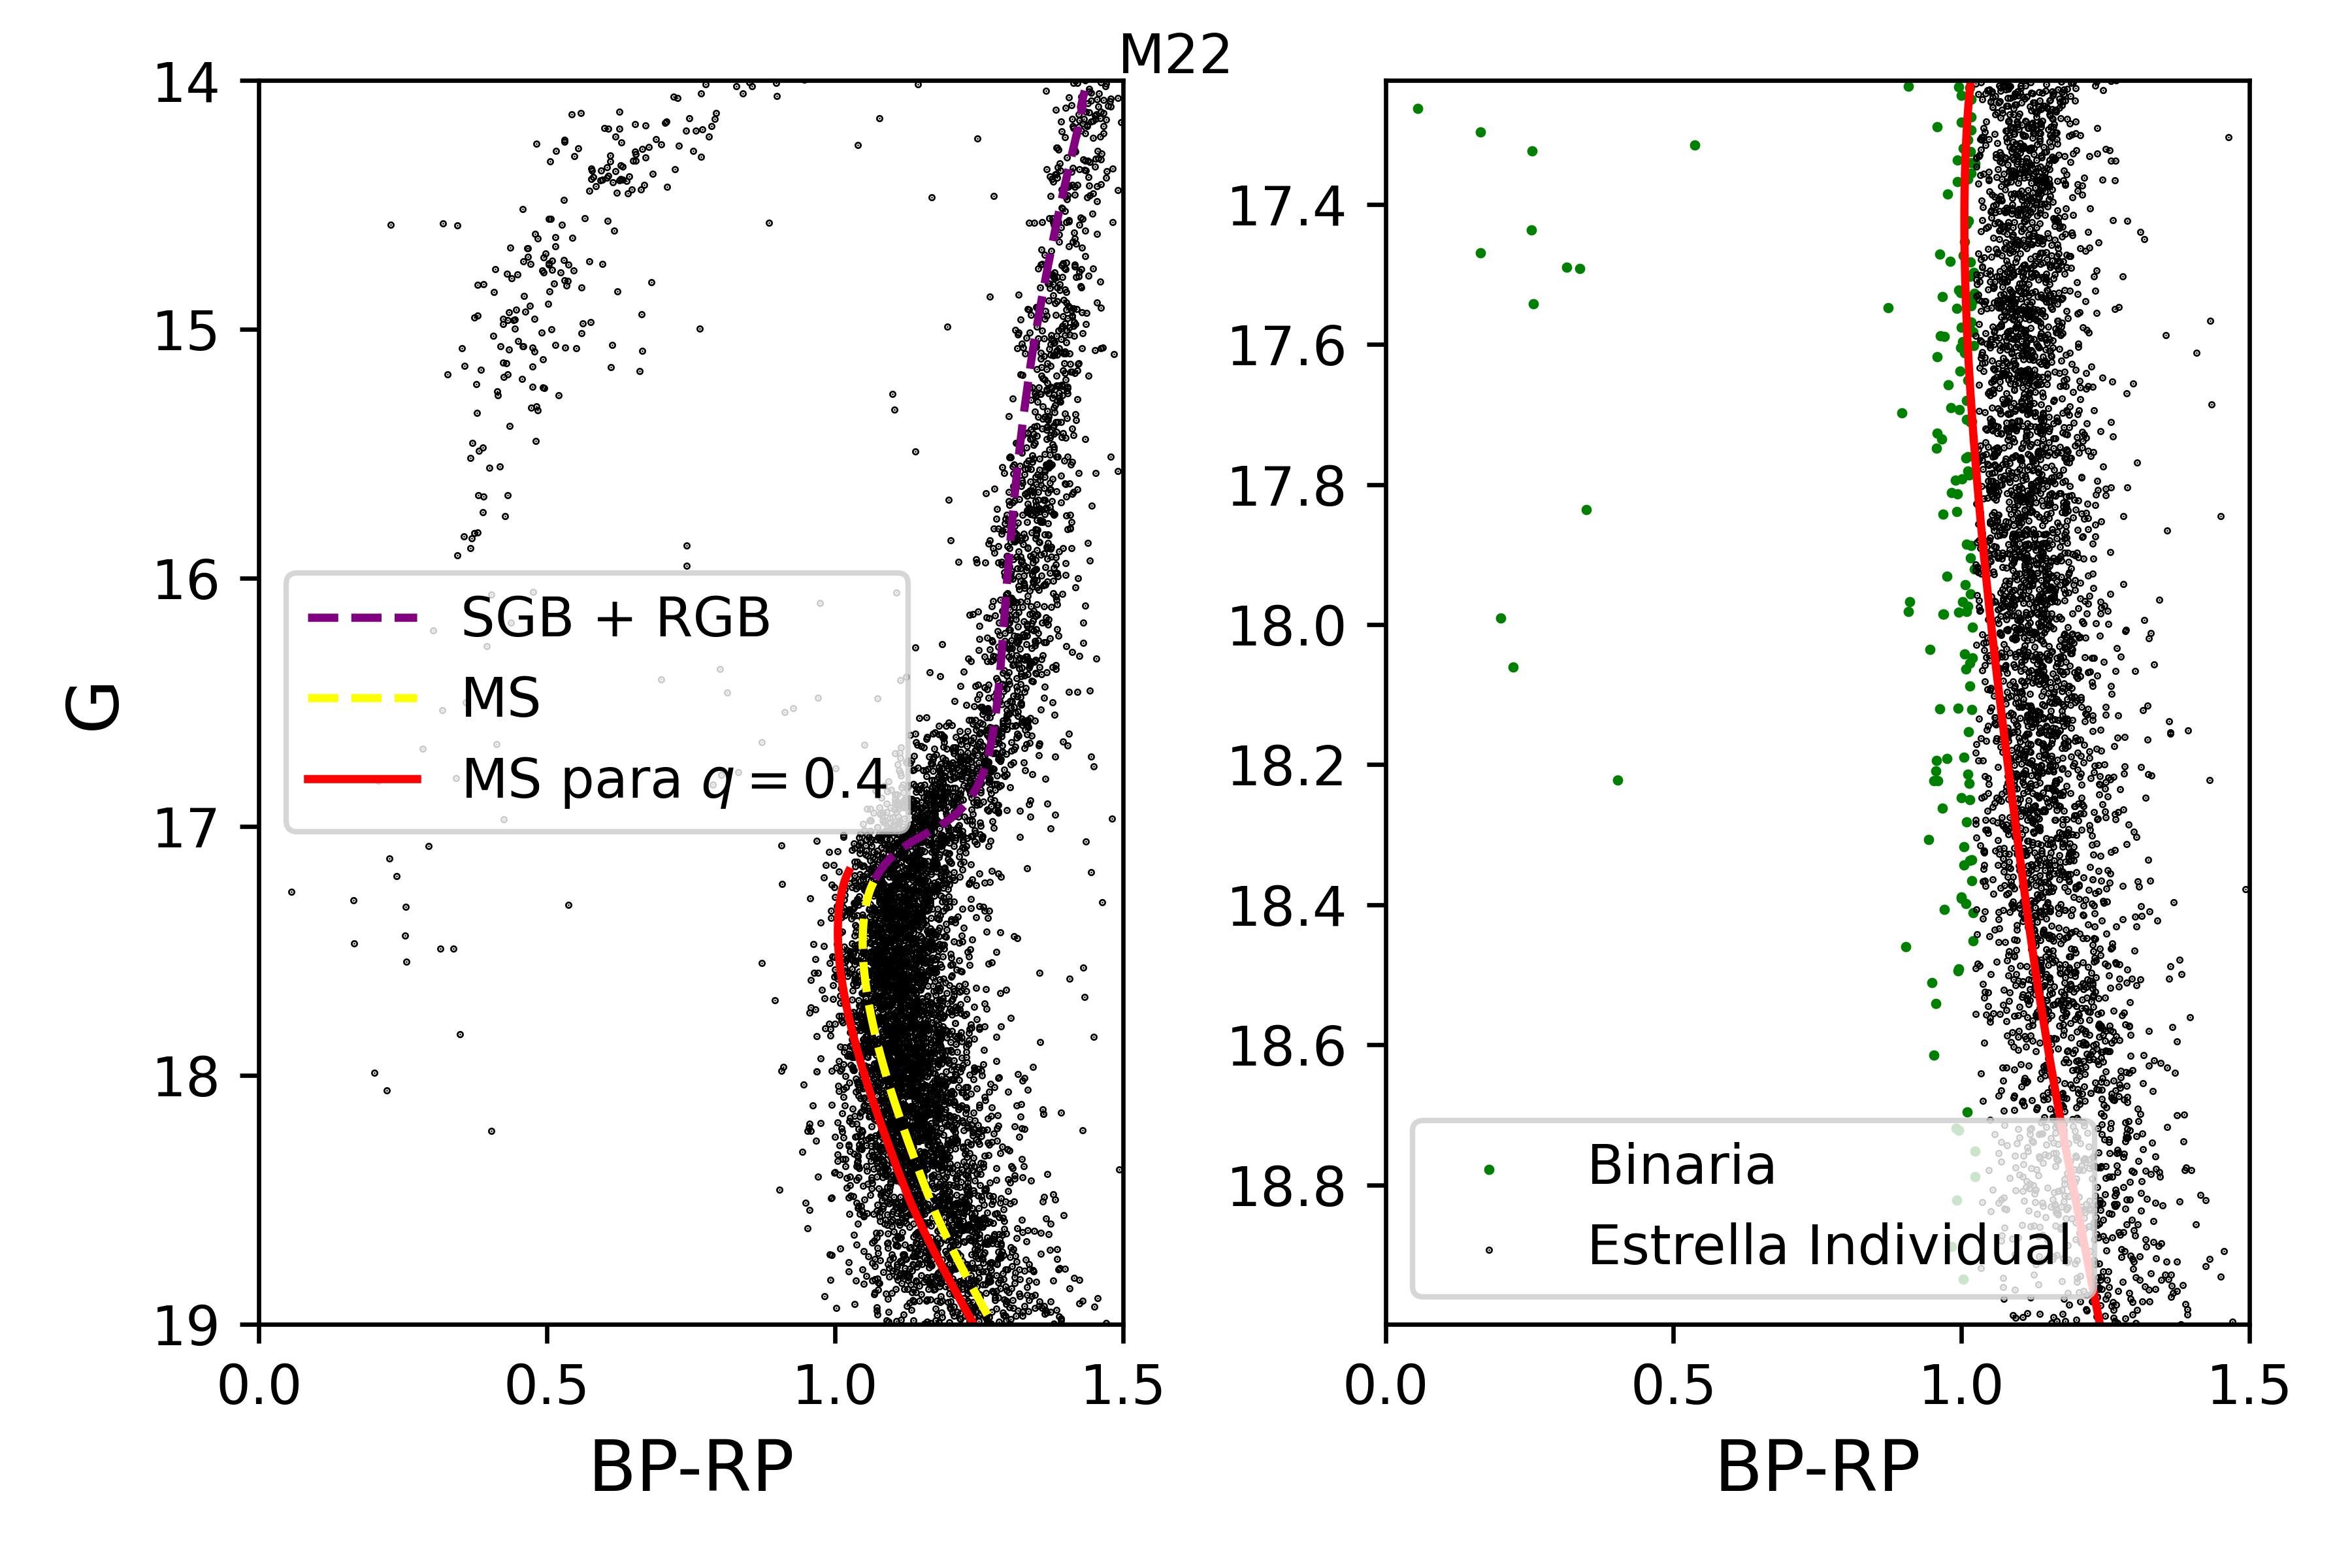 M22
14
15
16
17
18
19
G
SGB + RGB
MS
MS para q = 0.4
0.0
0.5
1.0
1.5
BP-RP
17.4
17.6
17.8
18.0
18.2
18.4
18.6
18.8
Binaria
Estrella Individual
0.0
0.5
1.0
1.5
BP-RP